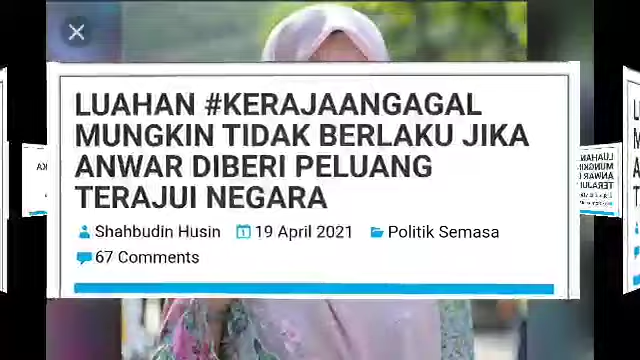 LUAHAN #KERAJAANGAGAL
MUNGKIN TIDAK BERLAKU JIKA
ANWAR DIBERI PELUANG
TERAJUI NEGARA
Shahbudin Husin 19 April 2021 Politik Semasa
67 Comments